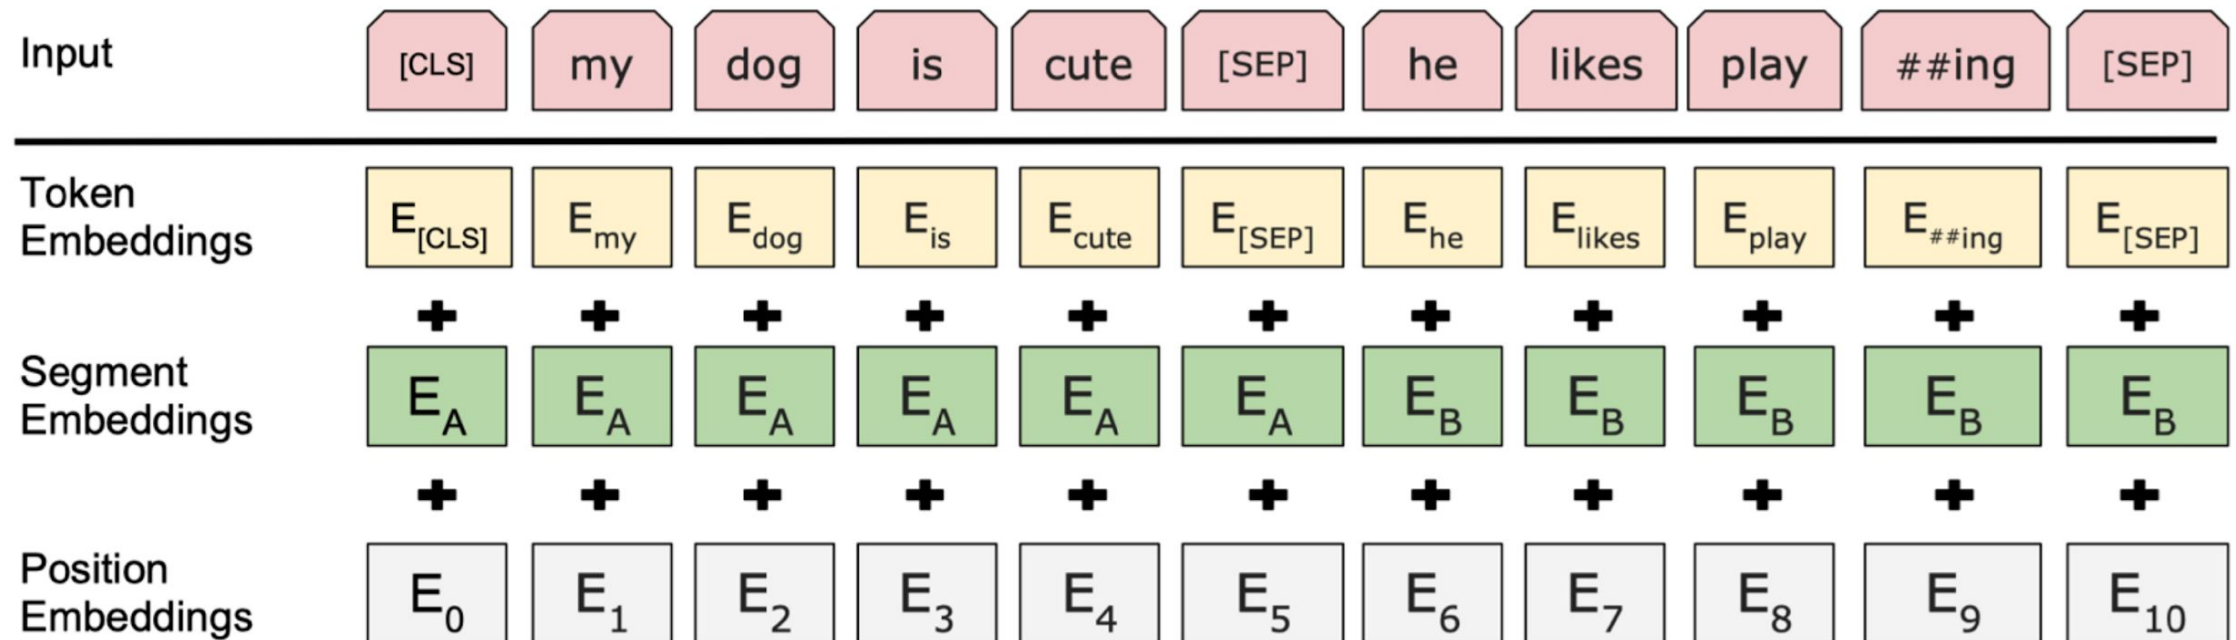 Input [CLS] my dog is cute [SEP] he likes play ##ing [SEP]
Token Embeddings E[CLS] Emy Edog Eis Ecute E[SEP] Ehe Elikes Eplay E##ing E[SEP]
+ + + + + + + + + + +
Segment Embeddings EA EA EA EA EA EA EB EB EB EB EB
+ + + + + + + + + + +
Position Embeddings E0 E1 E2 E3 E4 E5 E6 E7 E8 E9 E10